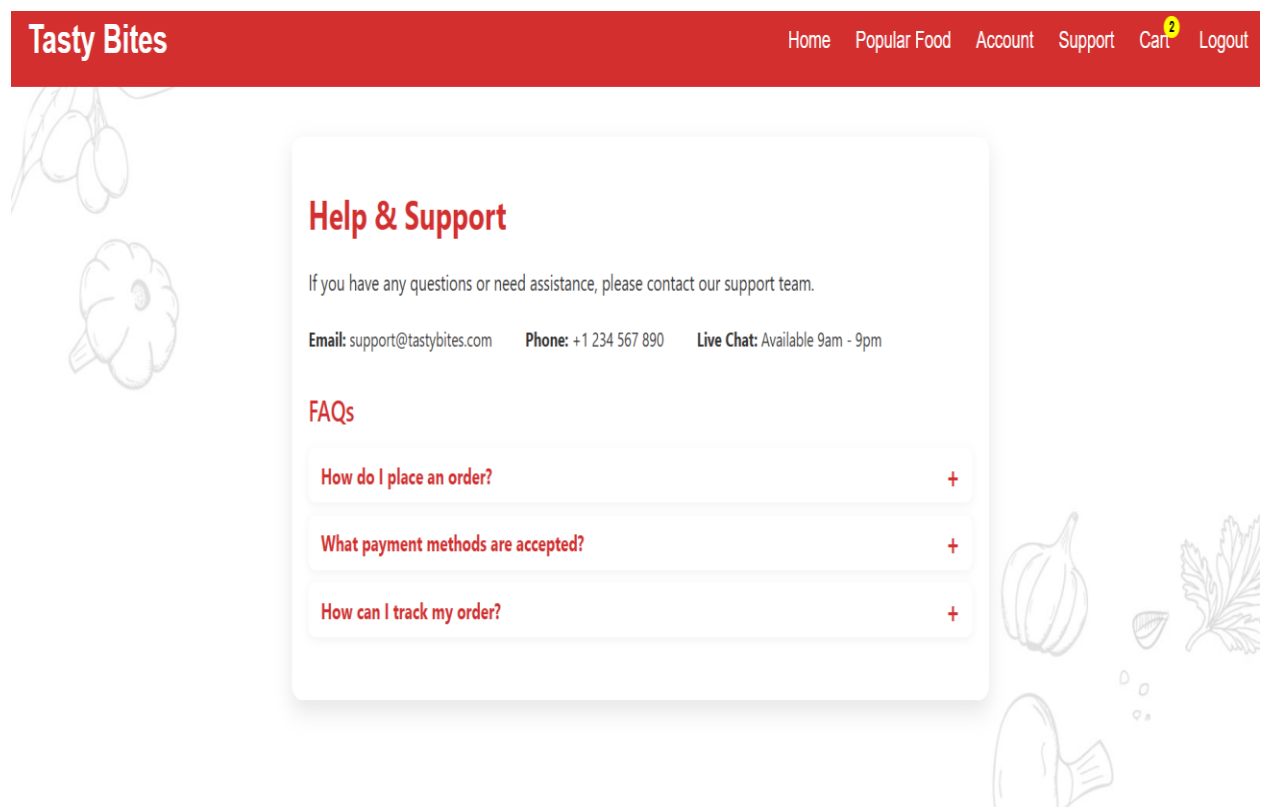 Tasty Bites
Home Popular Food Account Support Cart 2 Logout
Help & Support
If you have any questions or need assistance, please contact our support team.
Email: support@tastybites.com Phone: +1 234 567 890 Live Chat: Available 9am - 9pm
FAQs
How do I place an order? +
What payment methods are accepted? +
How can I track my order? +